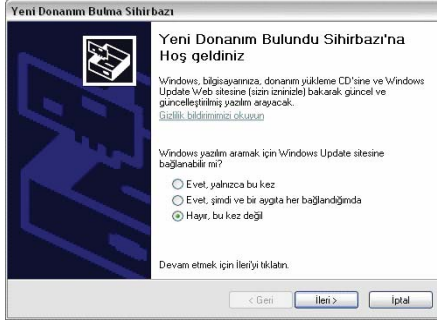 Yeni Donanım Bulma Sihirbazı
Yeni Donanım Bulundu Sihirbazı'na
Hoş geldiniz
Windows, bilgisayarınıza, donanım yükleme CD'sine ve Windows
Update Web sitesine (sizin izninizle) bakarak güncel ve
güncelleştirilmiş yazılım arayacak.
Gizlilik bildirimimizi okuyun
Windows yazılım aramak için Windows Update sitesine
bağlanabilir mi?
Evet, yalnızca bu kez
Evet, şimdi ve bir aygıta her bağlandığımda
Hayır, bu kez değil
Devam etmek için İleri'yi tıklatın.
< Geri İleri > İptal